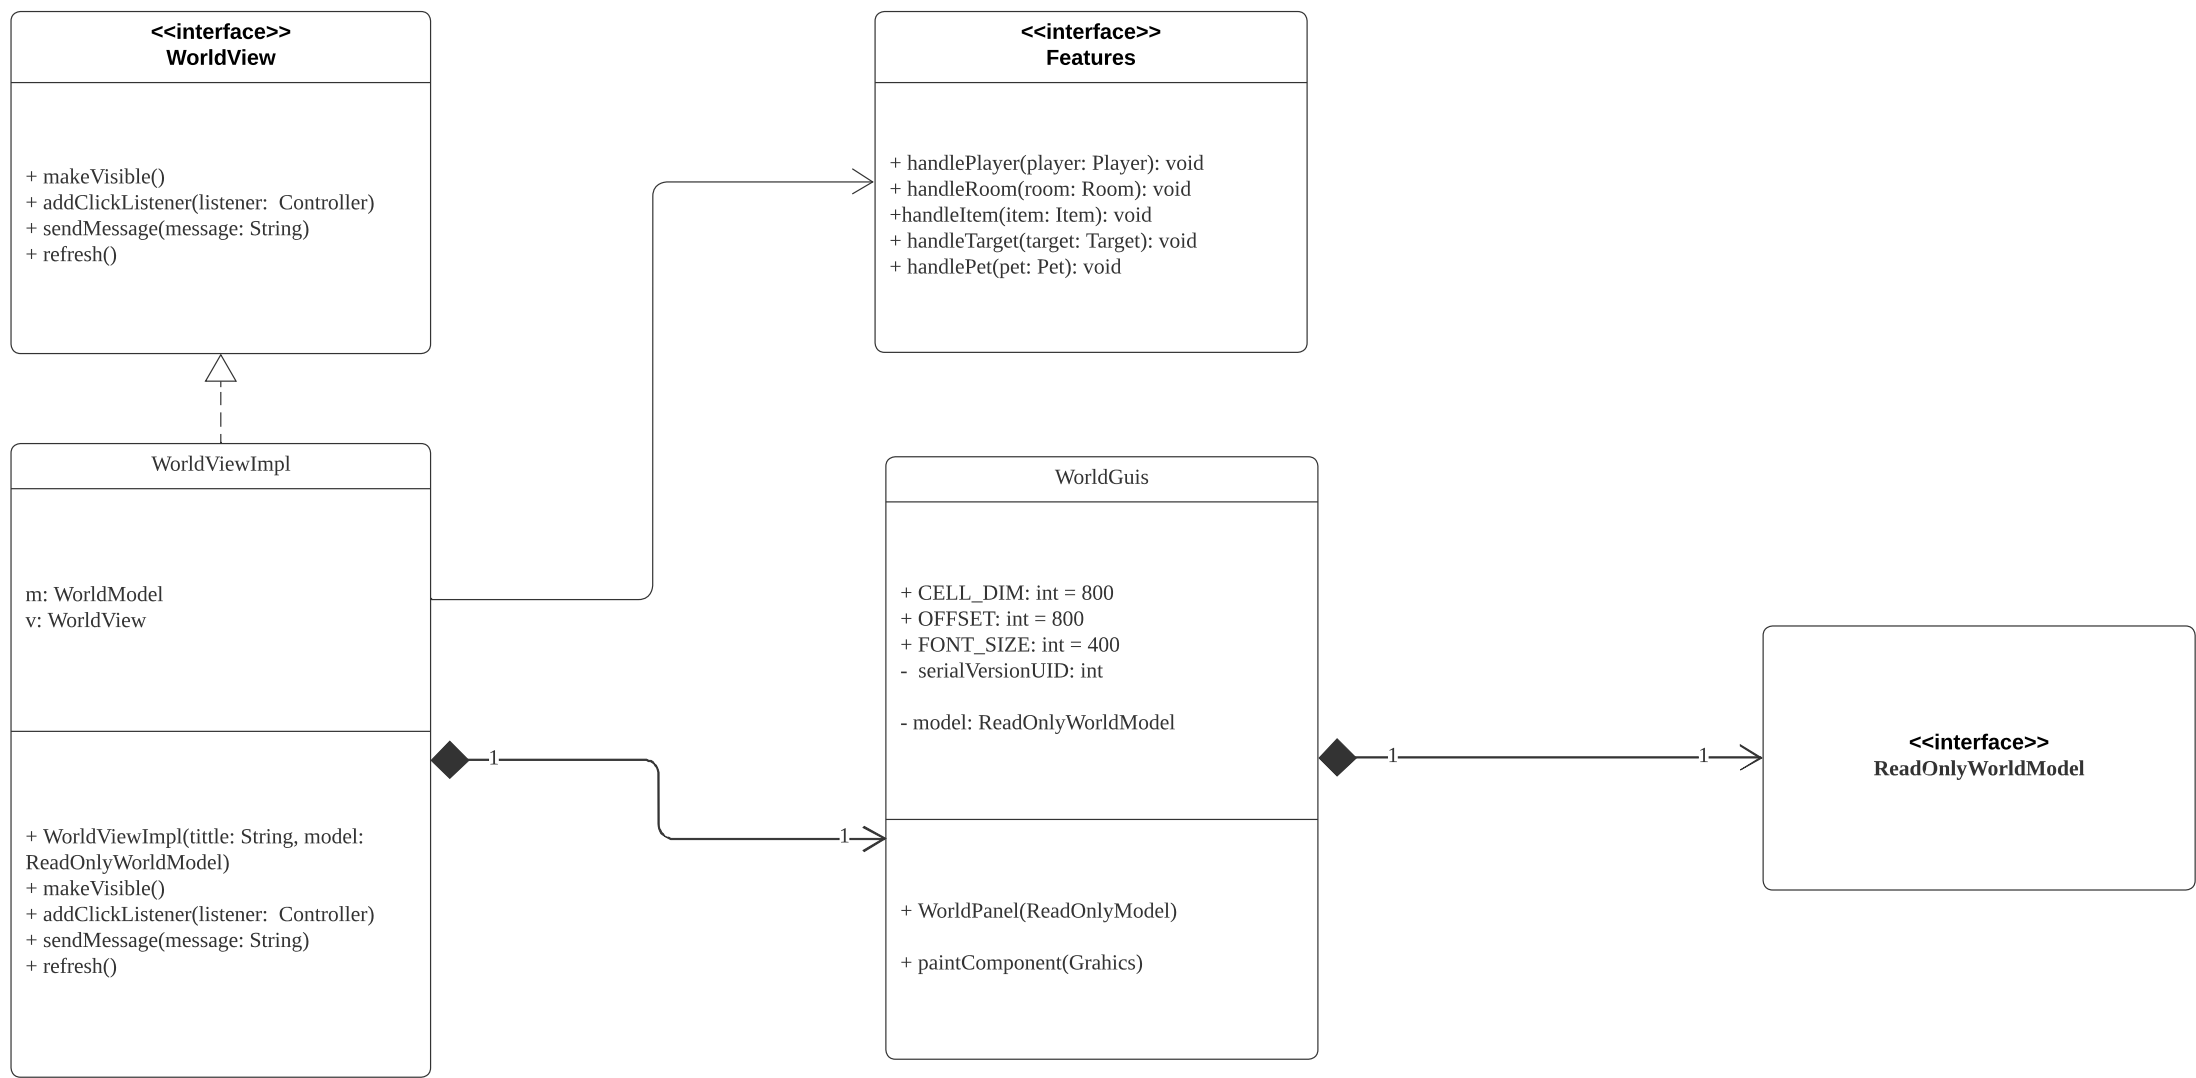 <<interface>>
WorldView
+ makeVisible()
+ addClickListener(listener:  Controller)
+ sendMessage(message: String)
+ refresh()
<<interface>>
Features
+ handlePlayer(player: Player): void
+ handleRoom(room: Room): void
+handleItem(item: Item): void
+ handleTarget(target: Target): void
+ handlePet(pet: Pet): void
WorldViewImpl
m: WorldModel
v: WorldView
+ WorldViewImpl(tittle: String, model:
ReadOnlyWorldModel)
+ makeVisible()
+ addClickListener(listener:  Controller)
+ sendMessage(message: String)
+ refresh()
1
1
WorldGuis
+ CELL_DIM: int = 800
+ OFFSET: int = 800
+ FONT_SIZE: int = 400
-  serialVersionUID: int
- model: ReadOnlyWorldModel
+ WorldPanel(ReadOnlyModel)
+ paintComponent(Grahics)
1
1
<<interface>>
ReadOnlyWorldModel